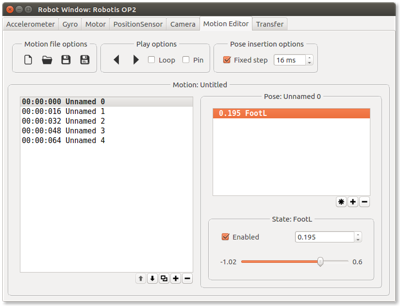 Robot Window: Robotis OP2
Accelerometer Gyro Motor PositionSensor Camera Motion Editor Transfer
Motion file options Play options Pose insertion options
Loop Pin Fixed step 16 ms
Motion: Untitled
Pose: Unnamed 0
00:00:000 Unnamed 0
00:00:016 Unnamed 1
00:00:032 Unnamed 2
00:00:048 Unnamed 3
00:00:064 Unnamed 4
0.195 FootL
State: FootL
Enabled 0.195
-1.02 0.6